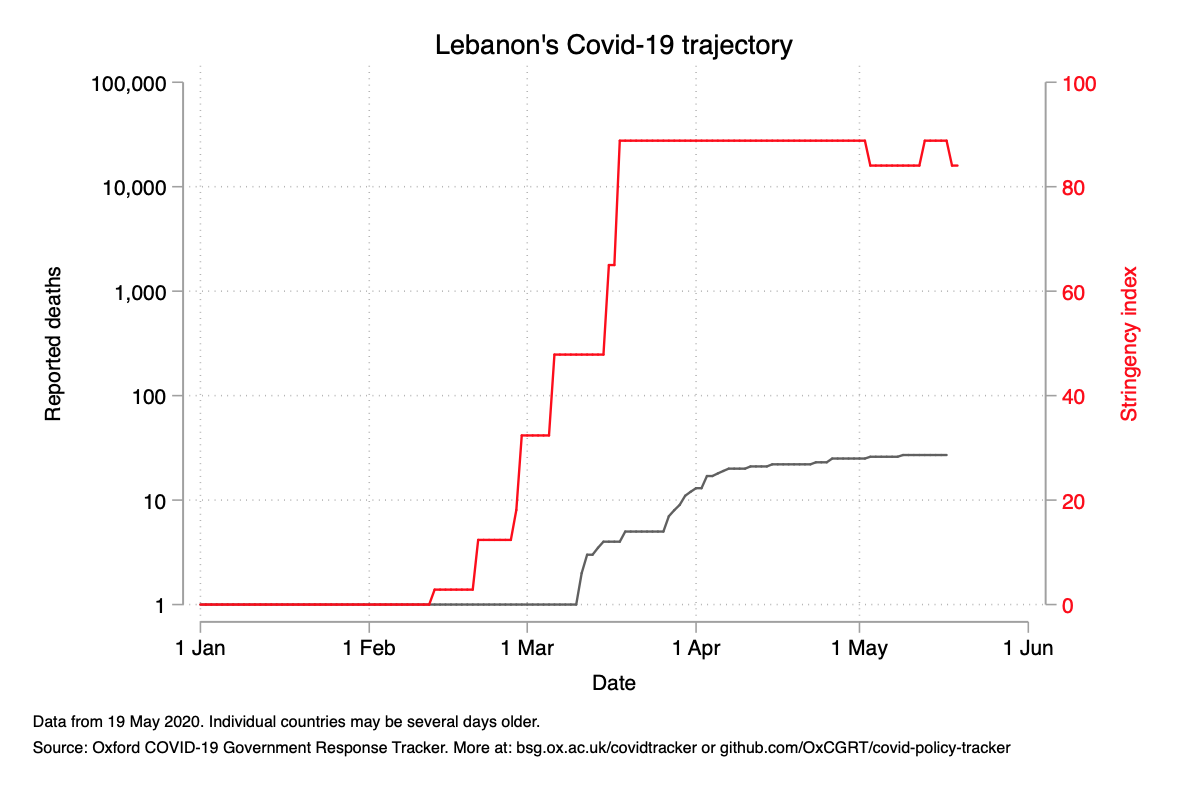 Lebanon's Covid-19 trajectory
100,000
10,000
1,000
100
10
1
Reported deaths
100
80
60
40
20
0
Stringency index
1 Jan 1 Feb 1 Mar 1 Apr 1 May 1 Jun
Date
Data from 19 May 2020. Individual countries may be several days older.
Source: Oxford COVID-19 Government Response Tracker. More at: bsg.ox.ac.uk/covidtracker or github.com/OxCGRT/covid-policy-tracker